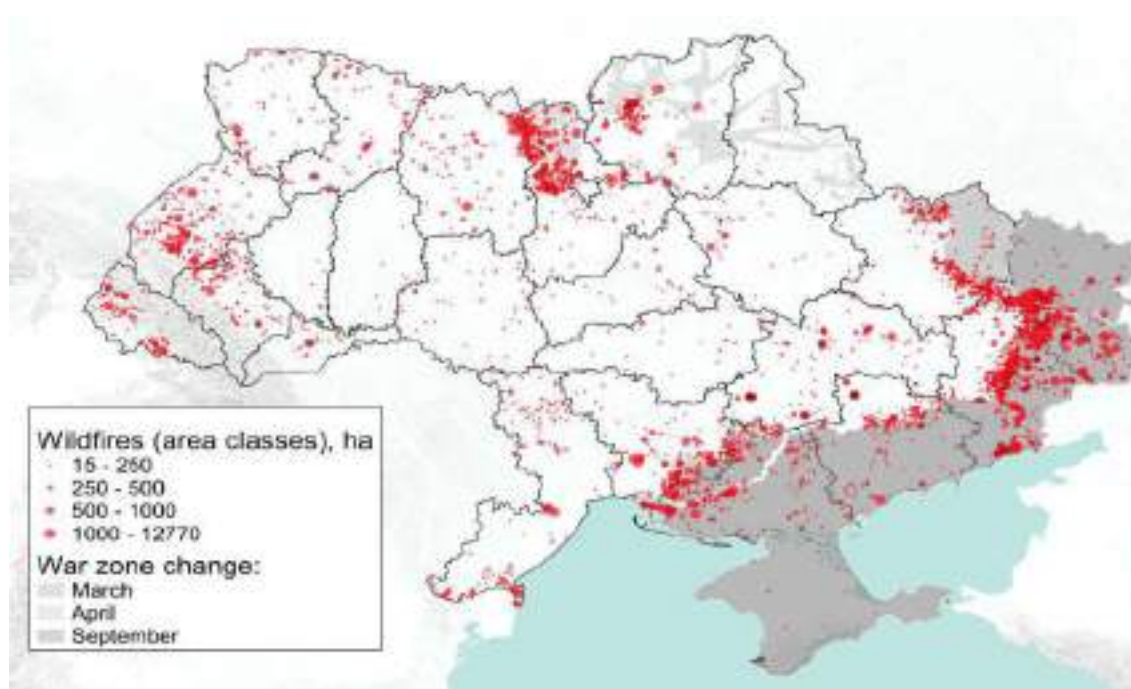 Wildfires (area classes), ha
15 - 250
250 - 500
500 - 1000
1000 - 12770
War zone change:
March
April
September